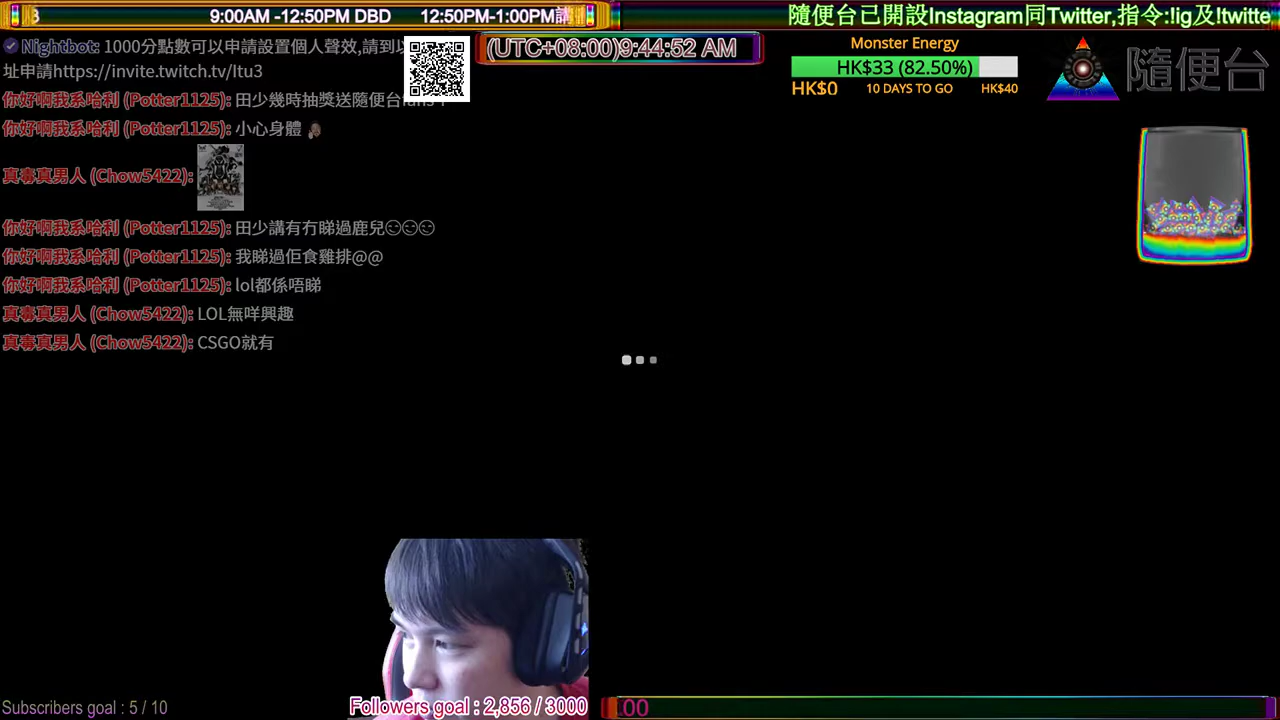 9:00AM -12:50PM DBD 12:50PM-1:00PM
隨便台已開設Instagram同Twitter,指令:!ig及!twitte
Nightbot: 1000分點數可以申請設置個人聲效,請到
址申請https://invite.twitch.tv/ltu3
(UTC+08:00)9:44:52 AM
Monster Energy
HK$33 (82.50%)
HK$0 10 DAYS TO GO HK$40
隨便台
你好啊我系哈利 (Potter1125): 田少幾時抽獎送隨便台fans
你好啊我系哈利 (Potter1125): 小心身體
真毒真男人 (Chow5422):
你好啊我系哈利 (Potter1125): 田少講有冇睇過鹿兒
你好啊我系哈利 (Potter1125): 我睇過佢食雞排@@
你好啊我系哈利 (Potter1125): lol都係唔睇
真毒真男人 (Chow5422): LOL無咩興趣
真毒真男人 (Chow5422): CSGO就有
Subscribers goal : 5 / 10
Followers goal : 2,856 / 3000
:00